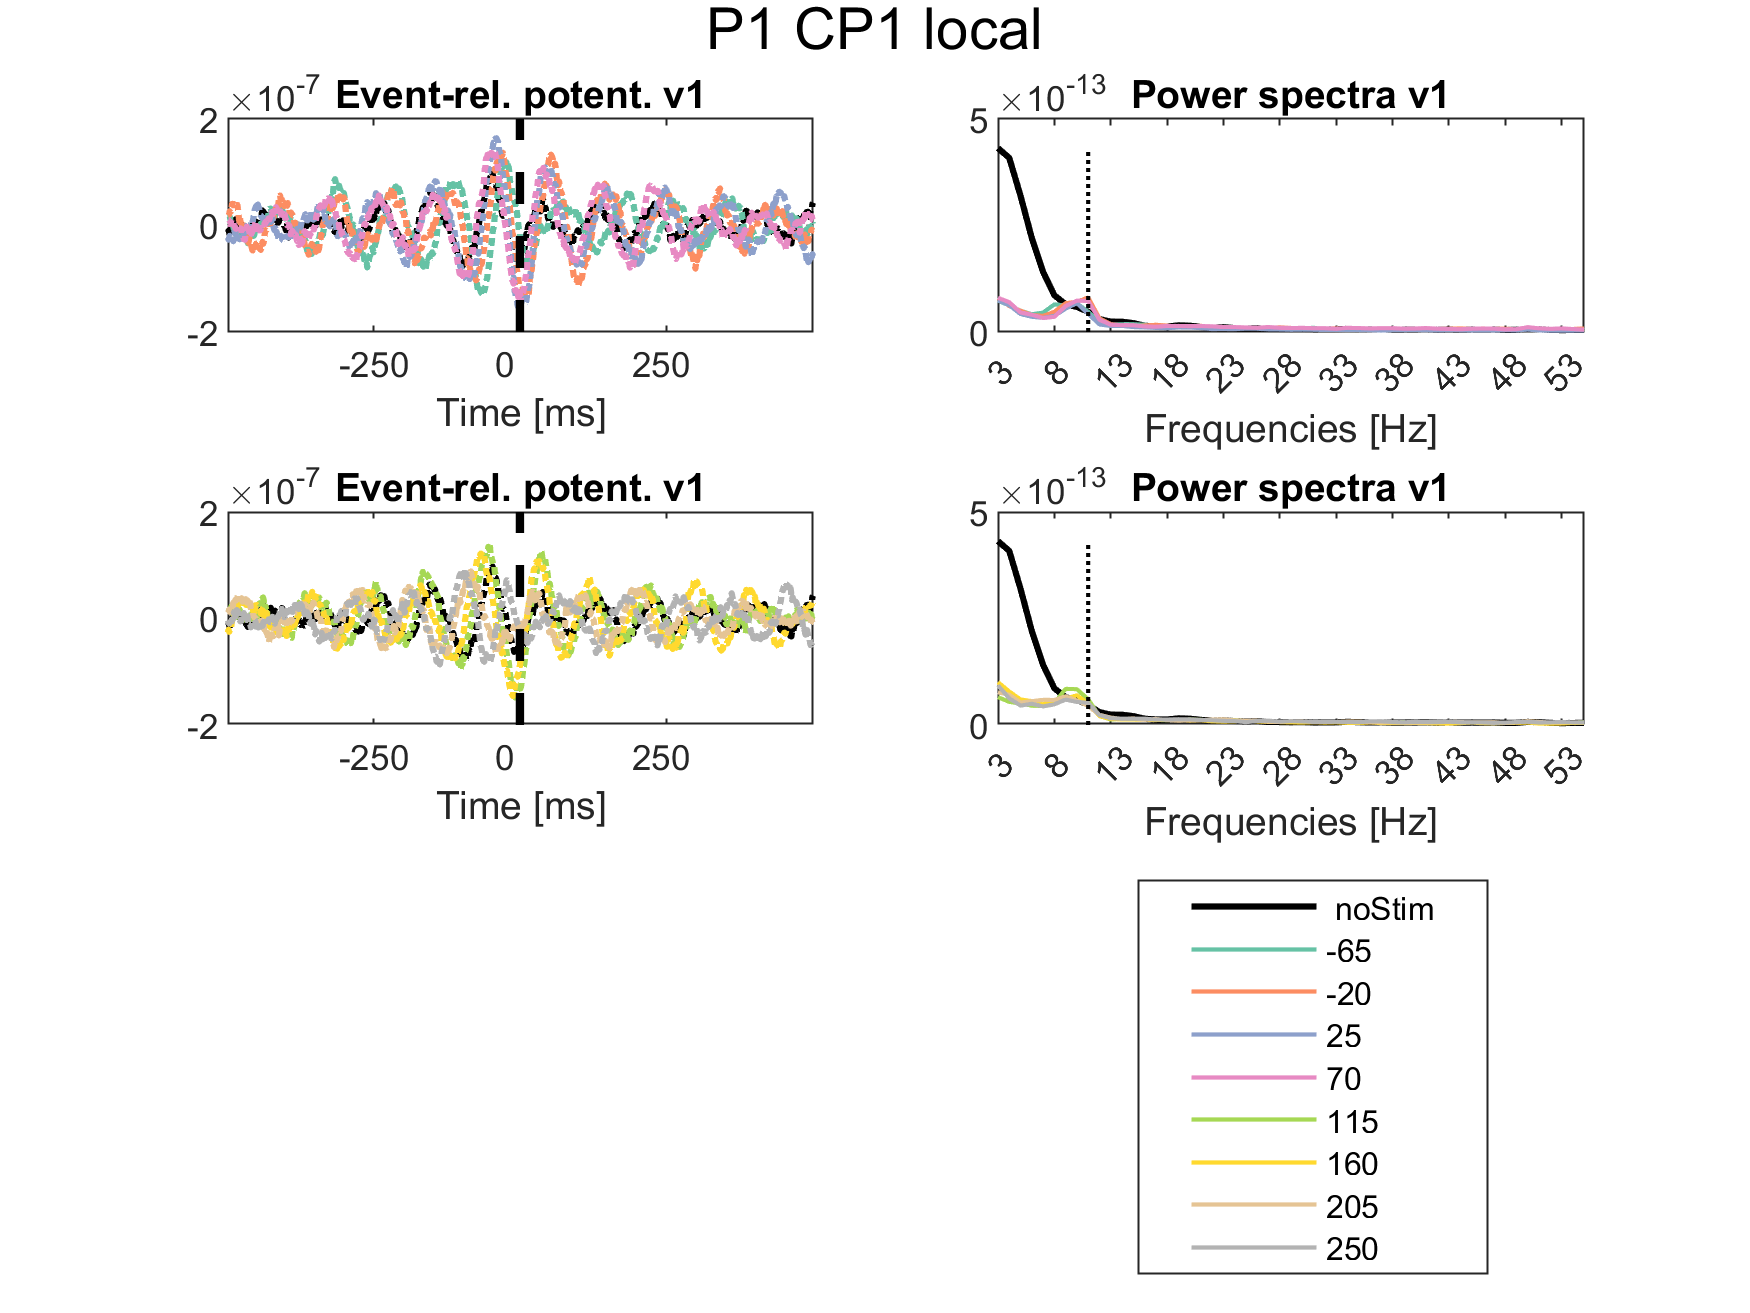 P1 CP1 local
×10-7 Event-rel. potent. v1
2
0
-2
-250 0 250
Time [ms]
×10-13 Power spectra v1
5
0
3 8 13 18 23 28 33 38 43 48 53
Frequencies [Hz]
×10-7 Event-rel. potent. v1
2
0
-2
-250 0 250
Time [ms]
×10-13 Power spectra v1
5
0
3 8 13 18 23 28 33 38 43 48 53
Frequencies [Hz]
noStim
-65
-20
25
70
115
160
205
250